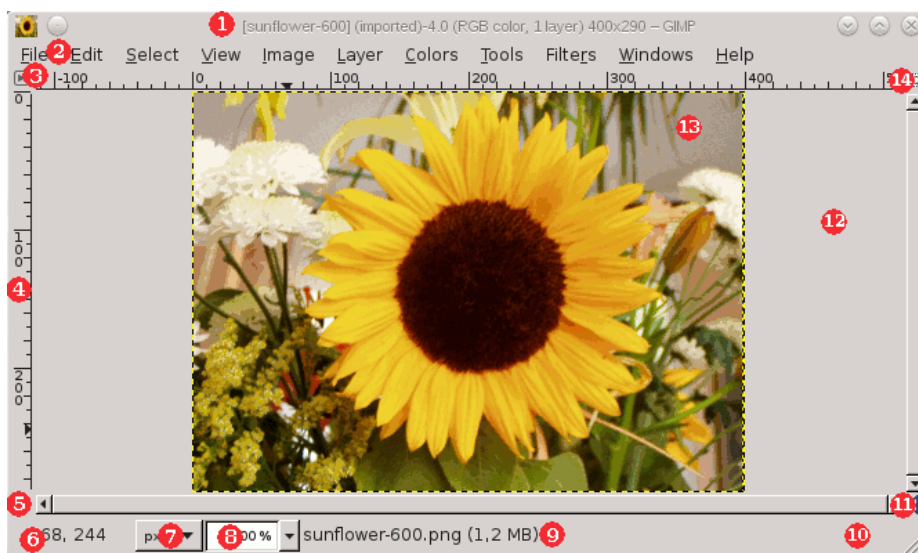 1 [sunflower-600] (imported)-4.0 (RGB color, 1 layer) 400x290 – GIMP
File 2 Edit Select View Image Layer Colors Tools Filters Windows Help
3 -100 0 100 200 300 400 14
0
13
12
100
4
200
5 11
6 68, 244 px 7 8 00 % sunflower-600.png (1,2 MB) 9 10